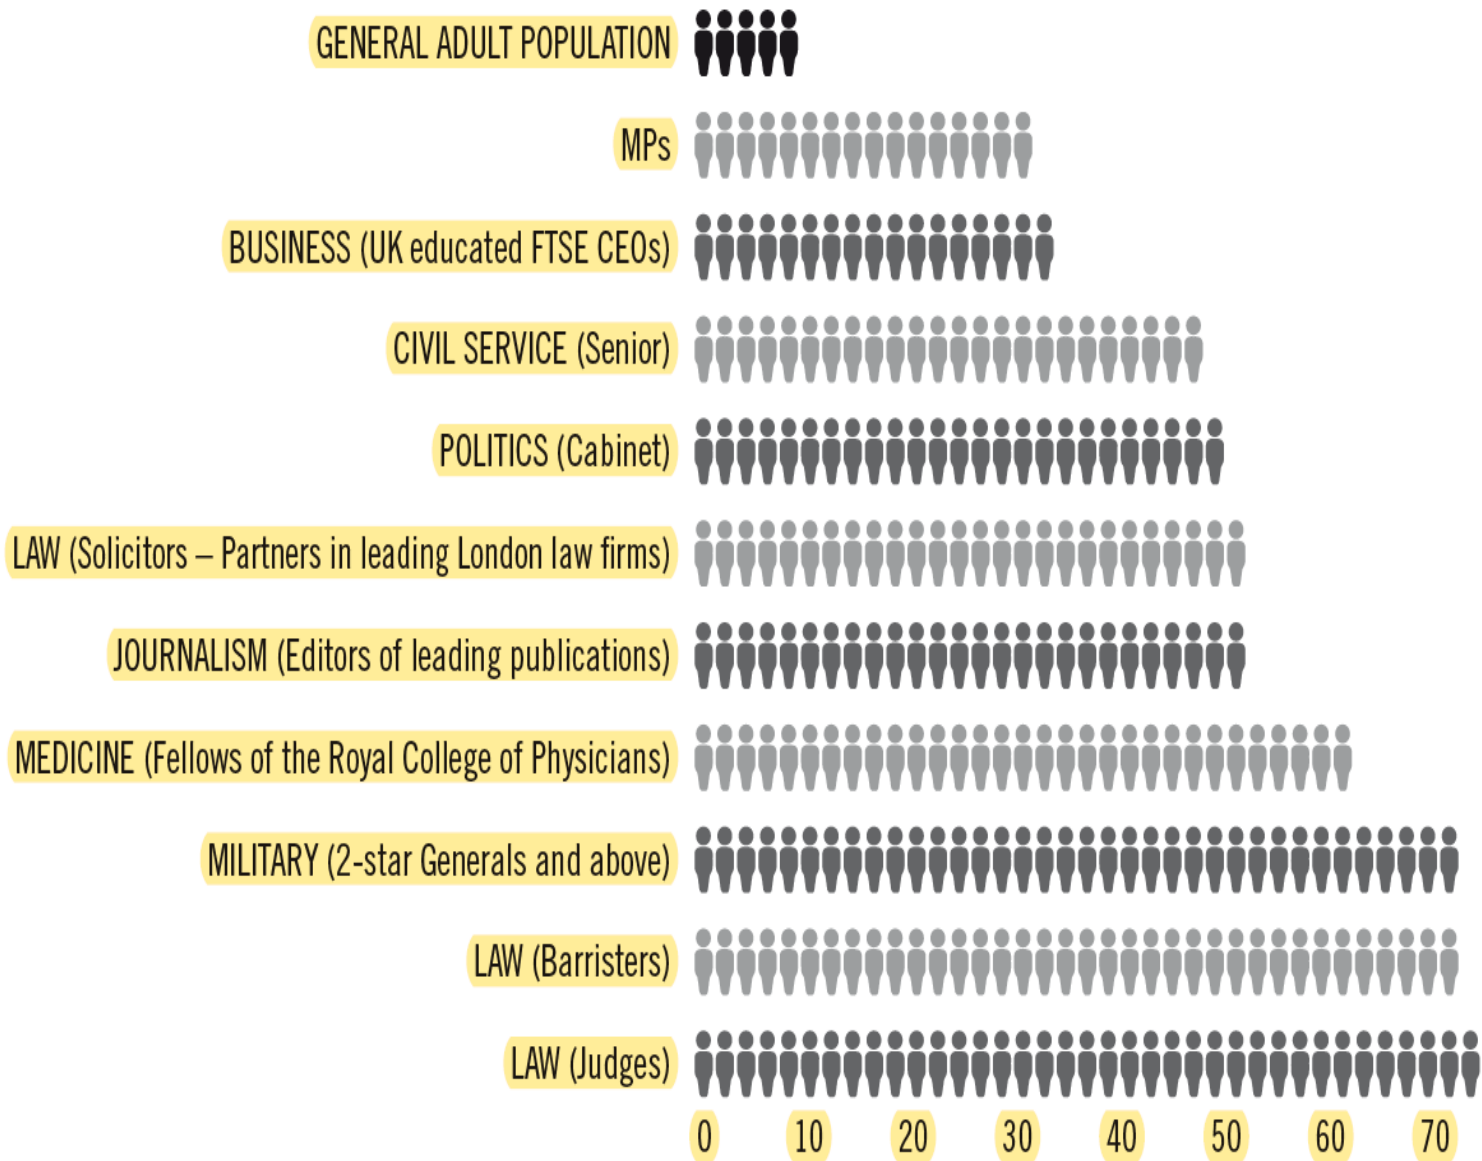 GENERAL ADULT POPULATION
MPs
BUSINESS (UK educated FTSE CEOs)
CIVIL SERVICE (Senior)
POLITICS (Cabinet)
LAW (Solicitors – Partners in leading London law firms)
JOURNALISM (Editors of leading publications)
MEDICINE (Fellows of the Royal College of Physicians)
MILITARY (2-star Generals and above)
LAW (Barristers)
LAW (Judges)
0 10 20 30 40 50 60 70